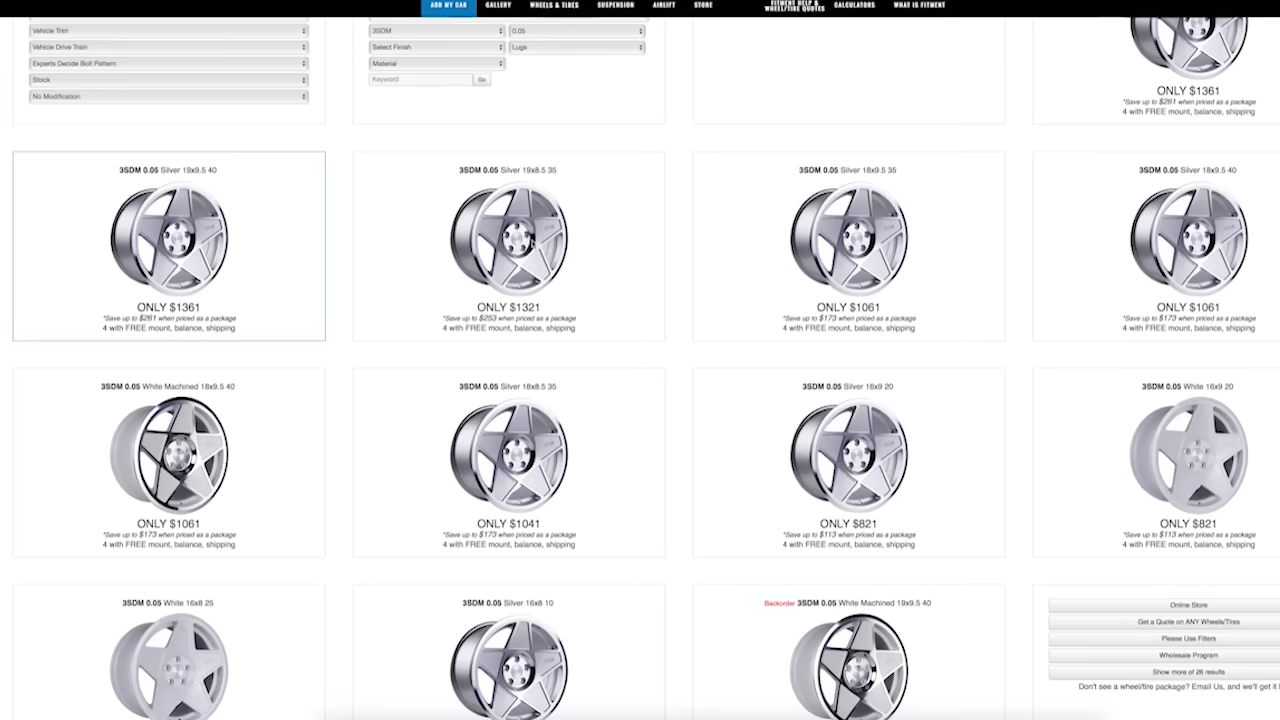 ADD MY CAR GALLERY WHEELS & TIRES SUSPENSION AIRLIFT STORE FITMENT HELP & WHEEL/TIRE QUOTES CALCULATORS WHAT IS FITMENT
Vehicle Trim
Vehicle Drive Train
Experts Decide Bolt Pattern
Stock
No Modification
3SDM 0.05
Select Finish Lugs
Material
Keyword Go
ONLY $1361
*Save up to $261 when priced as a package
4 with FREE mount, balance, shipping
3SDM 0.05 Silver 19x9.5 40
ONLY $1361
*Save up to $261 when priced as a package
4 with FREE mount, balance, shipping
3SDM 0.05 Silver 19x8.5 35
ONLY $1321
*Save up to $253 when priced as a package
4 with FREE mount, balance, shipping
3SDM 0.05 Silver 18x9.5 35
ONLY $1061
*Save up to $173 when priced as a package
4 with FREE mount, balance, shipping
3SDM 0.05 Silver 18x9.5 40
ONLY $1061
*Save up to $173 when priced as a package
4 with FREE mount, balance, shipping
3SDM 0.05 White Machined 18x9.5 40
ONLY $1061
*Save up to $173 when priced as a package
4 with FREE mount, balance, shipping
3SDM 0.05 Silver 18x8.5 35
ONLY $1041
*Save up to $173 when priced as a package
4 with FREE mount, balance, shipping
3SDM 0.05 Silver 16x9 20
ONLY $821
*Save up to $113 when priced as a package
4 with FREE mount, balance, shipping
3SDM 0.05 White 16x9 20
ONLY $821
*Save up to $113 when priced as a package
4 with FREE mount, balance, shipping
3SDM 0.05 White 16x8 25
3SDM 0.05 Silver 16x8 10
Backorder 3SDM 0.05 White Machined 19x9.5 40
Online Store
Get a Quote on ANY Wheels/Tires
Please Use Filters
Wholesale Program
Show more of 26 results
Don't see a wheel/tire package? Email Us, and we'll get it